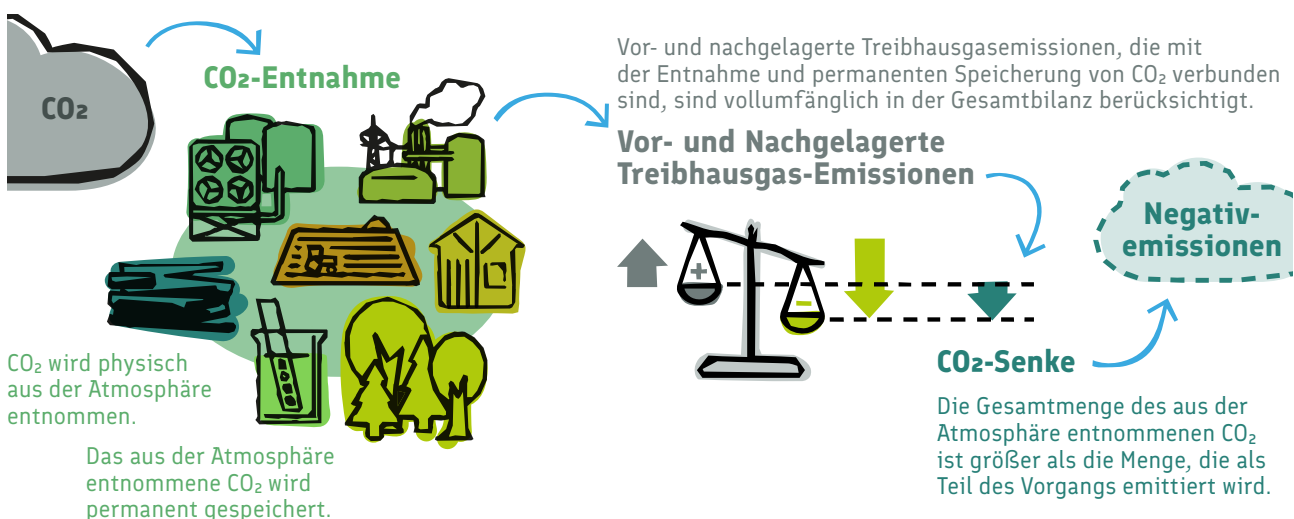 CO₂
CO₂-Entnahme
CO₂ wird physisch
aus der Atmosphäre
entnommen.
Das aus der Atmosphäre
entnommene CO₂ wird
permanent gespeichert.
Vor- und nachgelagerte Treibhausgasemissionen, die mit
der Entnahme und permanenten Speicherung von CO₂ verbunden
sind, sind vollumfänglich in der Gesamtbilanz berücksichtigt.
Vor- und Nachgelagerte
Treibhausgas-Emissionen
+
−
CO₂-Senke
Die Gesamtmenge des aus der
Atmosphäre entnommenen CO₂
ist größer als die Menge, die als
Teil des Vorgangs emittiert wird.
Negativ-
emissionen